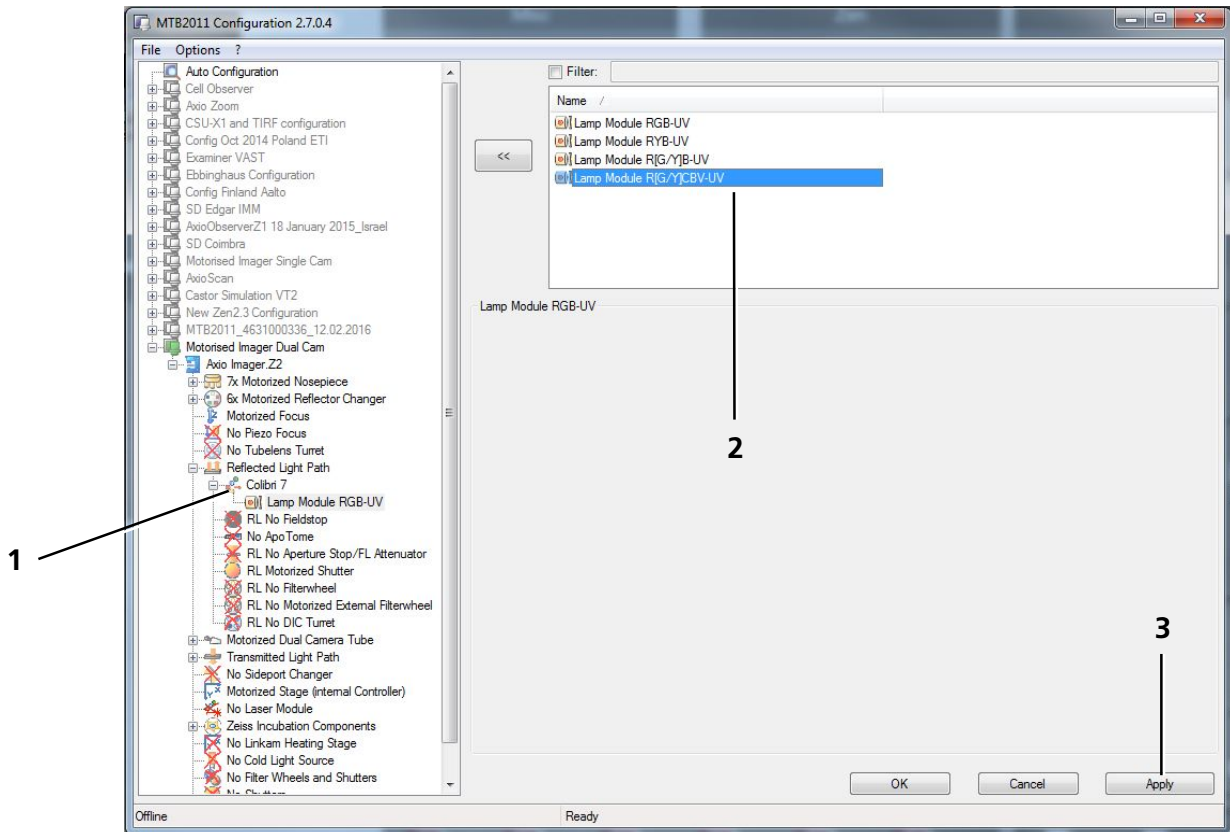 MTB2011 Configuration 2.7.0.4
File Options ?
Auto Configuration
Cell Observer
Axio Zoom
CSU-X1 and TIRF configuration
Config Oct 2014 Poland ETI
Examiner VAST
Ebbinghaus Configuration
Config Finland Aalto
SD Edgar IMM
AxioObserverZ1 18 January 2015_Israel
SD Coimbra
Motorised Imager Single Cam
AxioScan
Castor Simulation VT2
New Zen2.3 Configuration
MTB2011_4631000336_12.02.2016
Motorised Imager Dual Cam
Axio Imager.Z2
7x Motorized Nosepiece
6x Motorized Reflector Changer
Motorized Focus
No Piezo Focus
No Tubelens Turret
Reflected Light Path
Colibri 7
Lamp Module RGB-UV
RL No Fieldstop
No ApoTome
RL No Aperture Stop/FL Attenuator
RL Motorized Shutter
RL No Filterwheel
RL No Motorized External Filterwheel
RL No DIC Turret
Motorized Dual Camera Tube
Transmitted Light Path
No Sideport Changer
Motorized Stage (internal Controller)
No Laser Module
Zeiss Incubation Components
No Linkam Heating Stage
No Cold Light Source
No Filter Wheels and Shutters
No Shutters
<<
Filter:
Name /
Lamp Module RGB-UV
Lamp Module RYB-UV
Lamp Module R[G/Y]B-UV
Lamp Module R[G/Y]CBV-UV
Lamp Module RGB-UV
1
2
3
OK Cancel Apply
Offline Ready